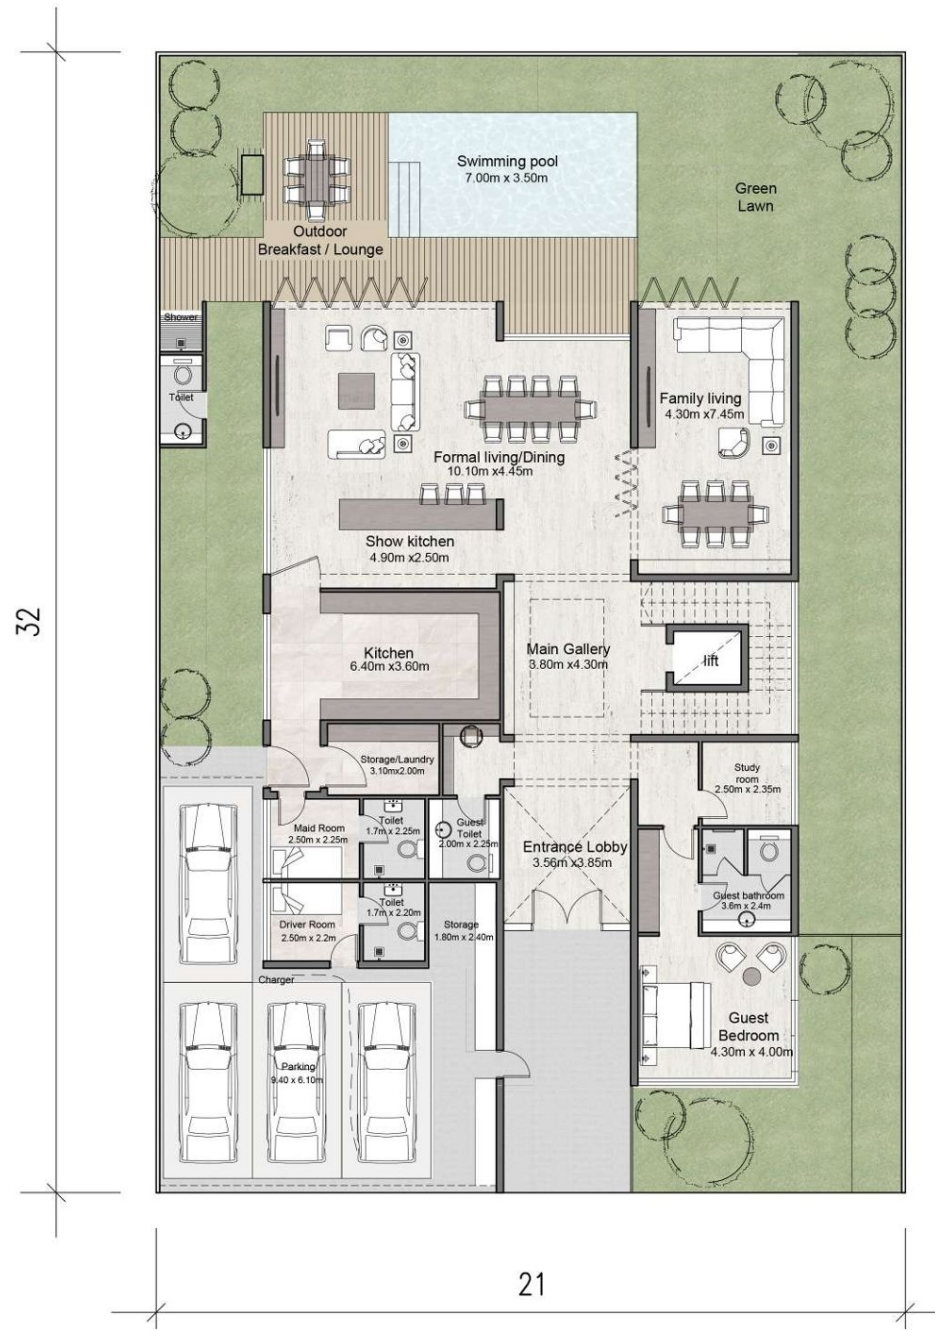 Swimming pool
7.00m x 3.50m
Green
Lawn
Outdoor
Breakfast / Lounge
Shower
Toilet
Family living
4.30m x7.45m
Formal living/Dining
10.10m x4.45m
Show kitchen
4.90m x2.50m
32
Kitchen
6.40m x3.60m
Main Gallery
3.80m x4.30m
lift
Storage/Laundry
3.10mx2.00m
Study
room
2.50m x 2.35m
Maid Room
2.50m x 2.25m
Toilet
1.7m x 2.25m
Guest
Toilet
2.00m x 2.25m
Entrance Lobby
3.56m x3.85m
Guest bathroom
3.6m x 2.4m
Driver Room
2.50m x 2.2m
Toilet
1.7m x 2.20m
Storage
1.80m x 2.40m
Charger
Guest
Bedroom
4.30m x 4.00m
Parking
9.40 x 6.10m
21